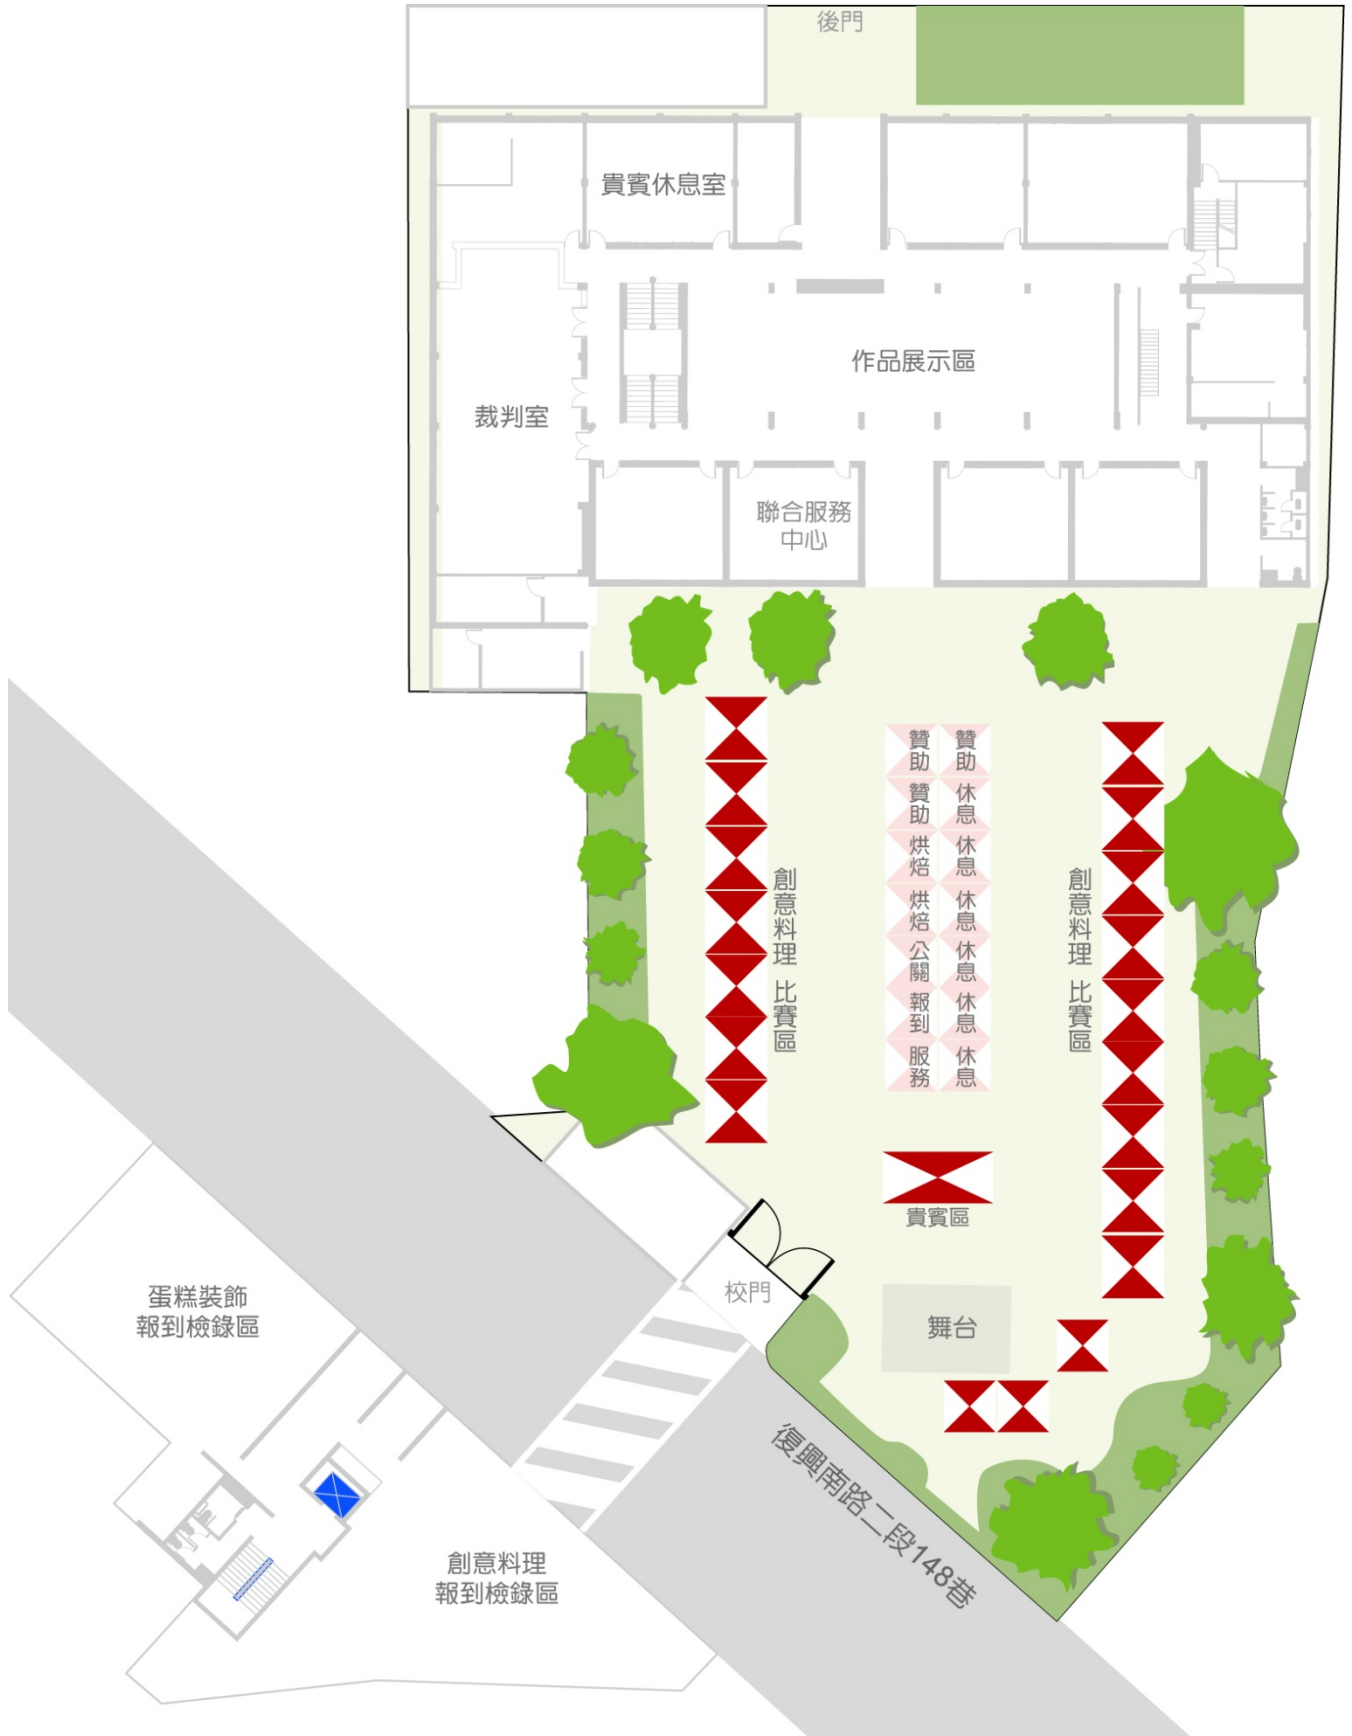 後門
貴賓休息室
作品展示區
裁判室
聯合服務
中心
贊助
贊助
贊助
休息
烘焙
休息
烘焙
休息
公關
休息
報到
休息
服務
休息
創意料理 比賽區
創意料理 比賽區
貴賓區
校門
舞台
蛋糕裝飾
報到檢錄區
創意料理
報到檢錄區
復興南路二段148巷